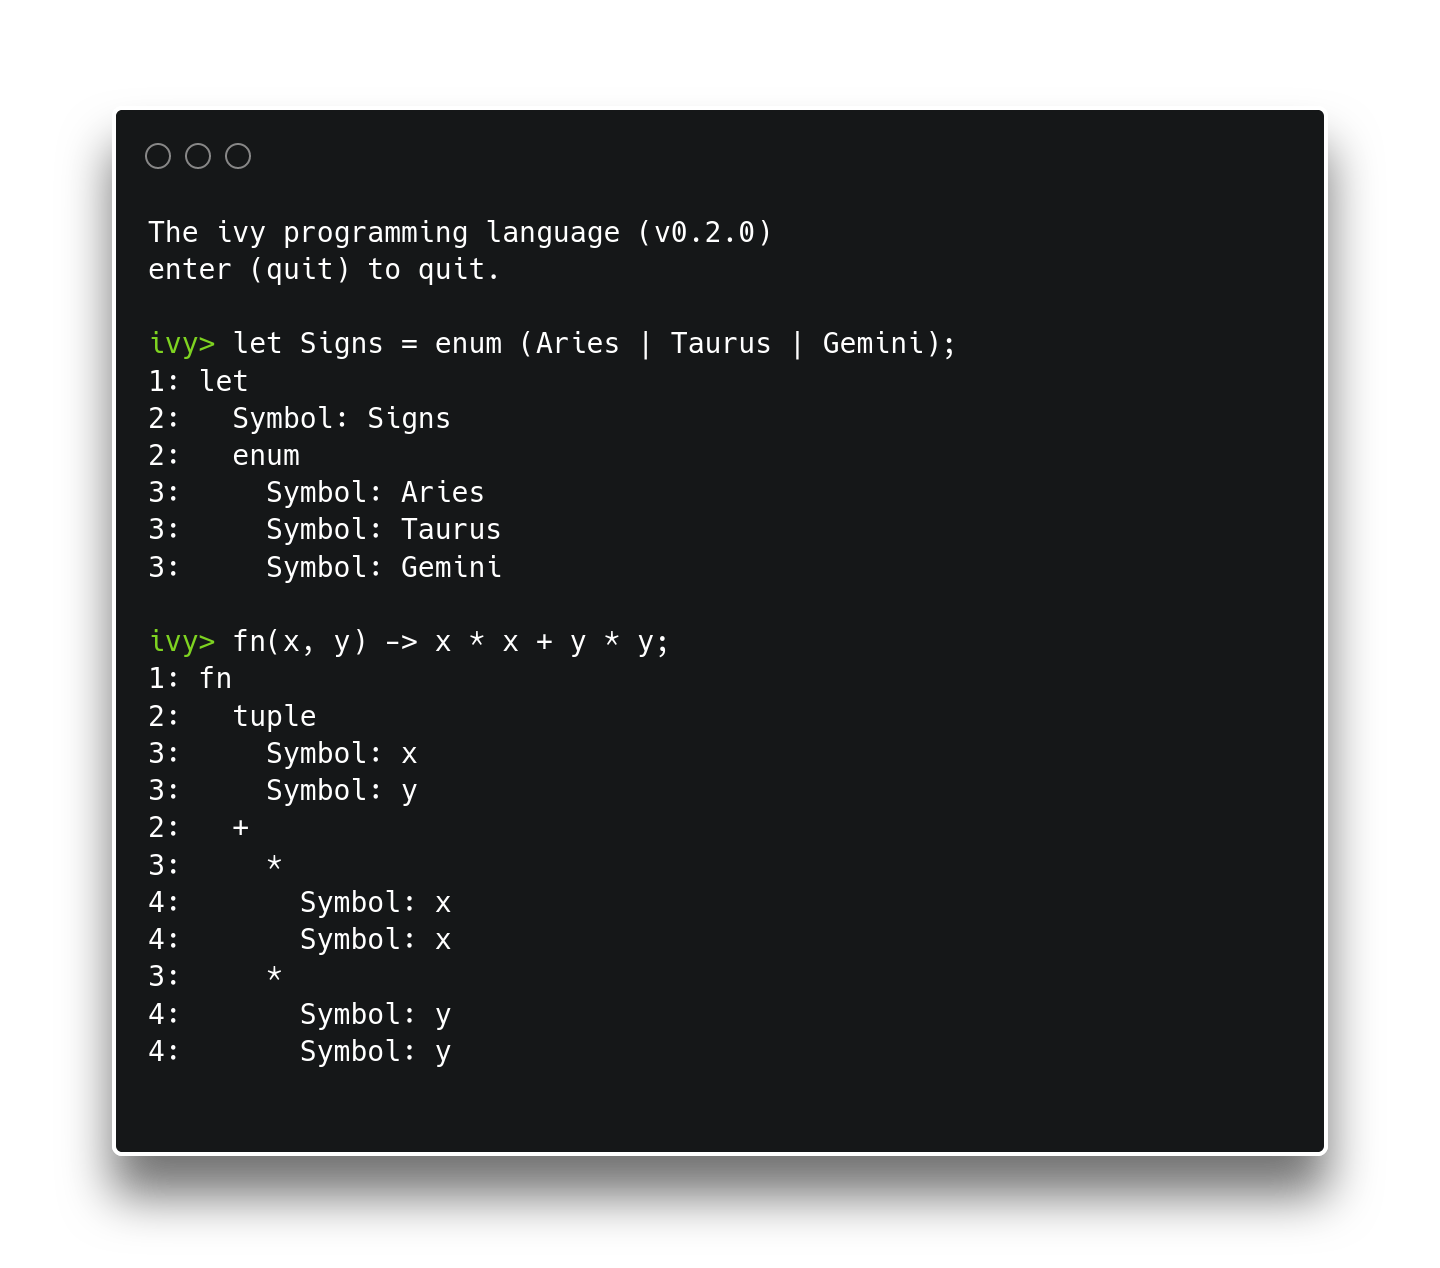 The ivy programming language (v0.2.0)
enter (quit) to quit.

ivy> let Signs = enum (Aries | Taurus | Gemini);
1: let
2:   Symbol: Signs
2:   enum
3:     Symbol: Aries
3:     Symbol: Taurus
3:     Symbol: Gemini

ivy> fn(x, y) -> x * x + y * y;
1: fn
2:   tuple
3:     Symbol: x
3:     Symbol: y
2:   +
3:     *
4:       Symbol: x
4:       Symbol: x
3:     *
4:       Symbol: y
4:       Symbol: y